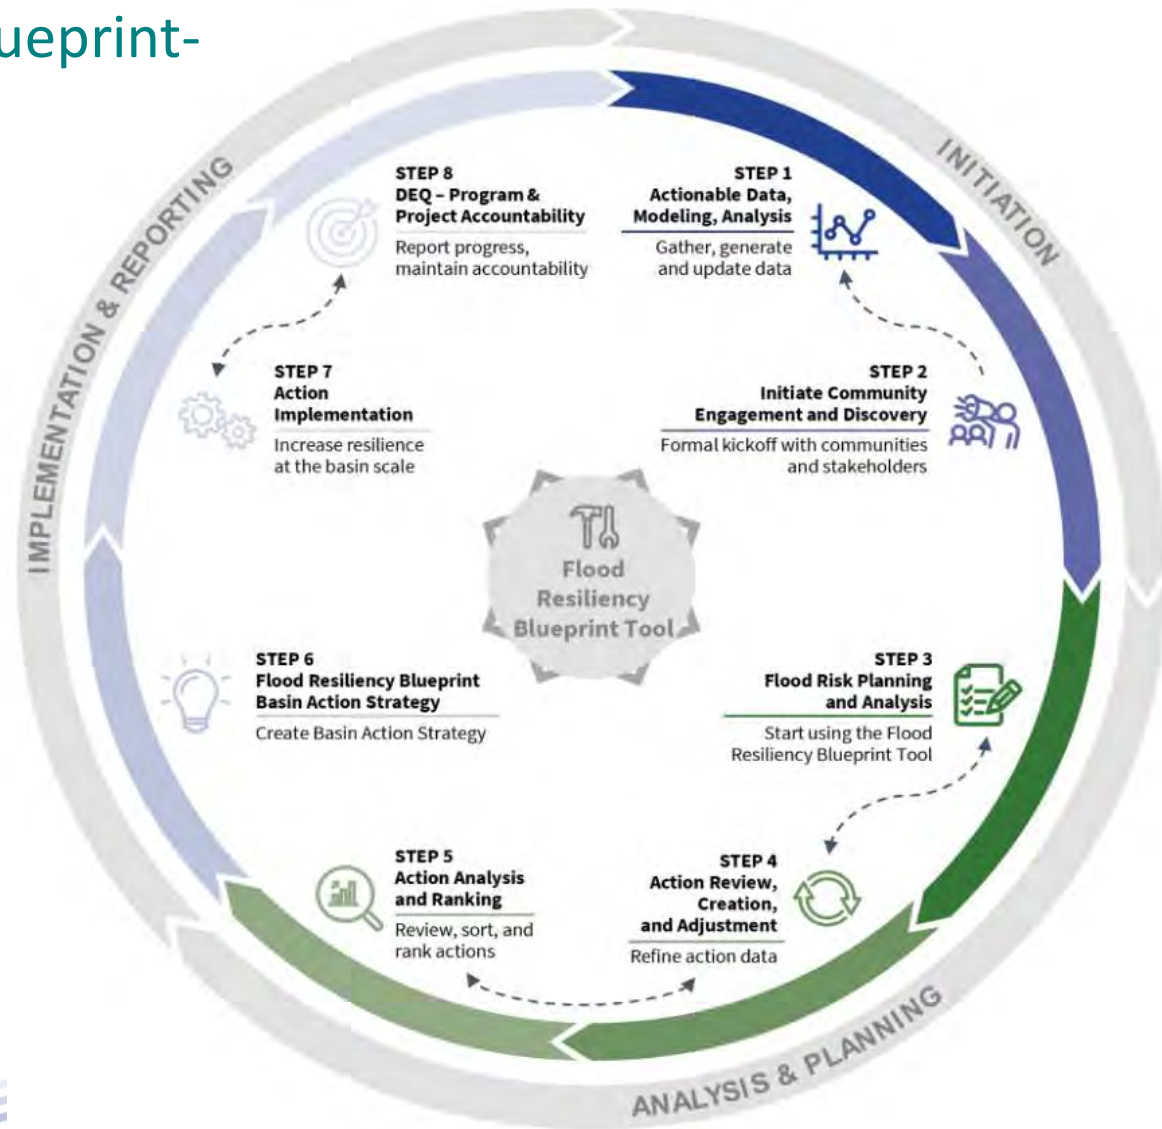 ueprint-
INITIATION
STEP 1
Actionable Data,
Modeling, Analysis
Gather, generate
and update data
STEP 2
Initiate Community
Engagement and Discovery
Formal kickoff with communities
and stakeholders
STEP 3
Flood Risk Planning
and Analysis
Start using the Flood
Resiliency Blueprint Tool
STEP 4
Action Review,
Creation,
and Adjustment
Refine action data
ANALYSIS & PLANNING
STEP 5
Action Analysis
and Ranking
Review, sort, and
rank actions
STEP 6
Flood Resiliency Blueprint
Basin Action Strategy
Create Basin Action Strategy
STEP 7
Action
Implementation
Increase resilience
at the basin scale
STEP 8
DEQ – Program &
Project Accountability
Report progress,
maintain accountability
IMPLEMENTATION & REPORTING
Flood
Resiliency
Blueprint Tool